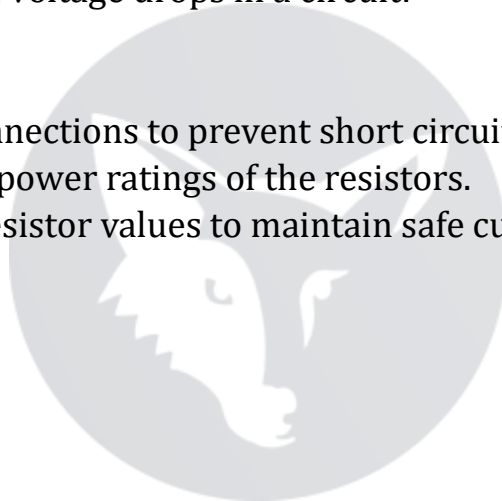 voltage drops in a circuit.
nnections to prevent short circui
power ratings of the resistors.
esistor values to maintain safe cu